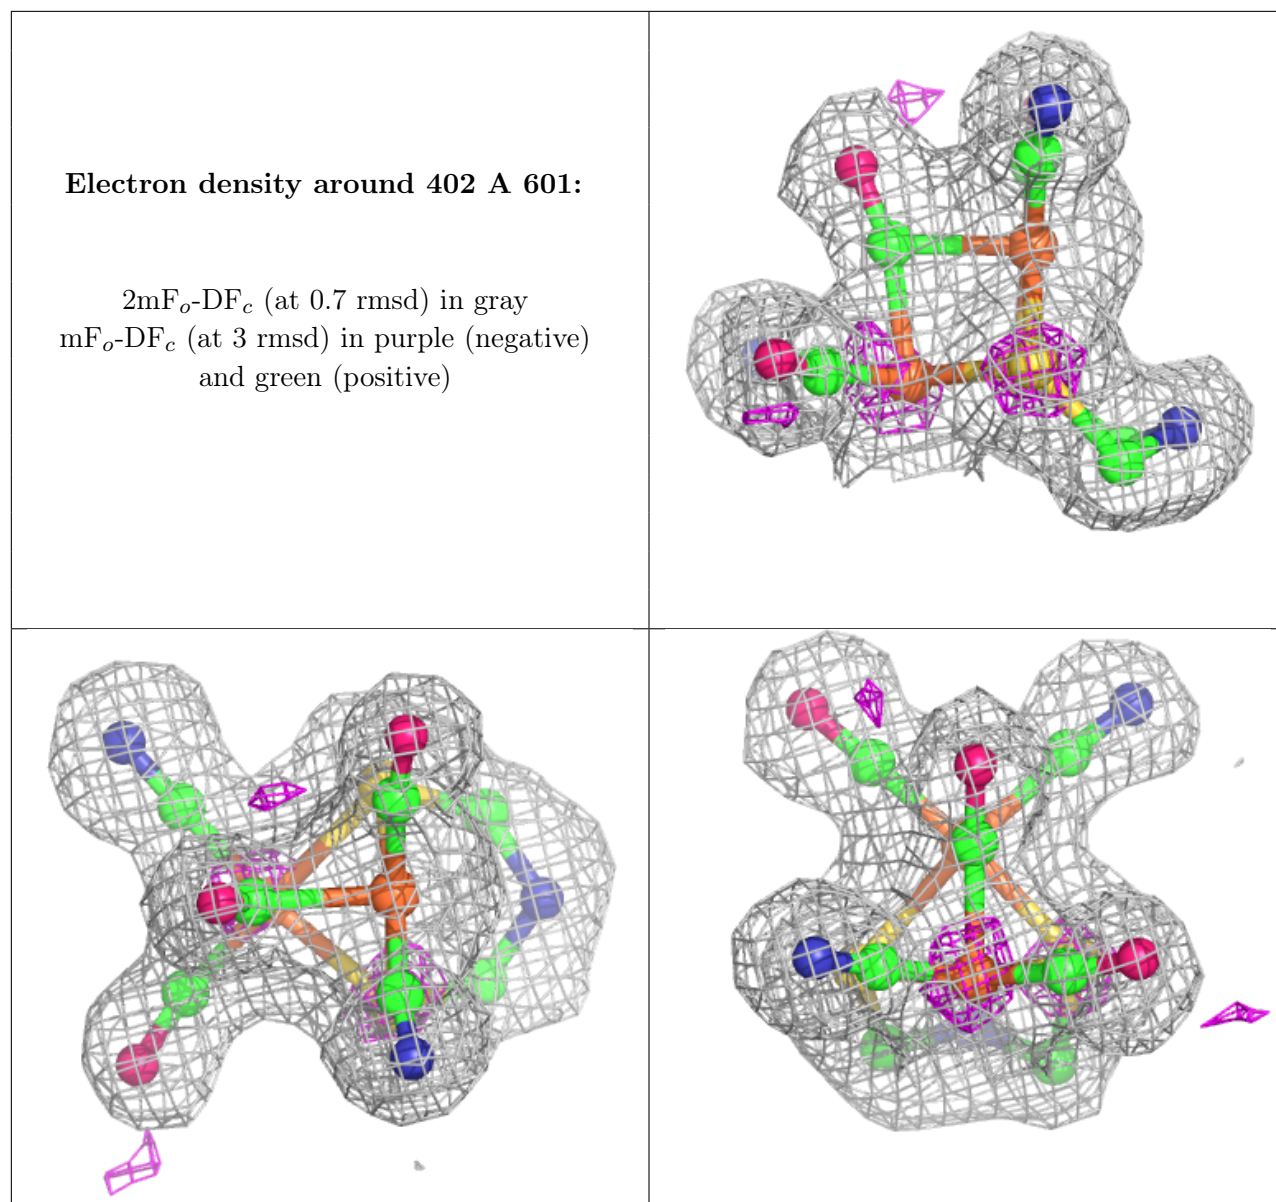 Electron density around 402 A 601:
2mFo-DFc (at 0.7 rmsd) in gray
mFo-DFc (at 3 rmsd) in purple (negative)
and green (positive)